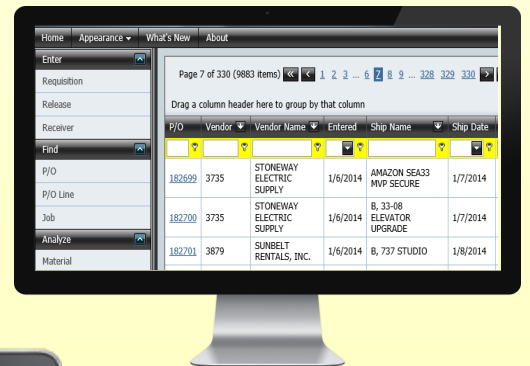 Home Appearance What's New About
Enter
Requisition
Release
Receiver
Find
P/O
P/O Line
Job
Analyze
Material
Page 7 of 330 (9883 items) 1 2 3 ... 6 7 8 9 ... 328 329 330
Drag a column header here to group by that column
P/O Vendor Vendor Name Entered Ship Name Ship Date
182699 3735 STONEWAY ELECTRIC SUPPLY 1/6/2014 AMAZON SEA33 MVP SECURE 1/7/2014
182700 3735 STONEWAY ELECTRIC SUPPLY 1/6/2014 B, 33-08 ELEVATOR UPGRADE 1/7/2014
182701 3879 SUNBELT RENTALS, INC. 1/6/2014 B, 737 STUDIO 1/8/2014